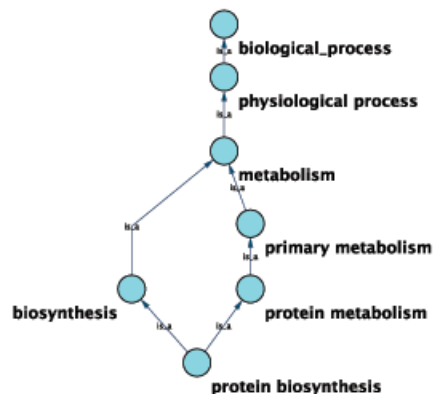 is_a
biological_process
physiological process
is_a
metabolism
is_a
is_a
primary metabolism
is_a
biosynthesis
protein metabolism
is_a
is_a
protein biosynthesis